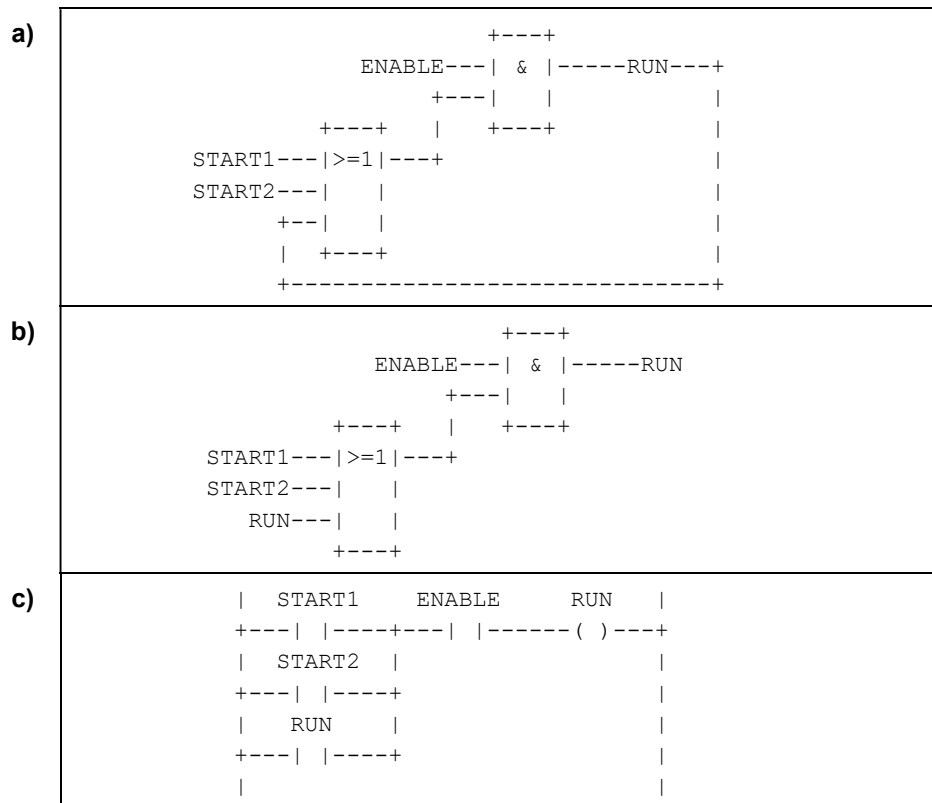 a)
+----+
ENABLE---| & |-----RUN---+
+---| | |
+----+ | +----+ |
START1---|>=1|---+ |
START2---| | |
+--| | |
| +----+ |
+-------------------------------+
b)
+----+
ENABLE---| & |-----RUN
+---| |
+----+ | +----+
START1---|>=1|---+
START2---| |
RUN---| |
+----+
c)
| START1 ENABLE RUN |
+---| |----+---| |------( )---+
| START2 | |
+---| |----+ |
| RUN | |
+---| |----+ |
| |